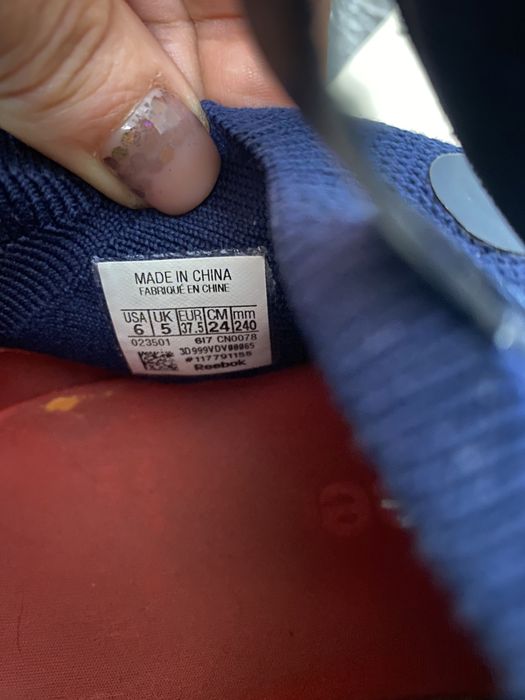 MADE IN CHINA
FABRIQUÉ EN CHINE
USA UK EUR CM mm
6 5 37.5 24 240
023501 617 CN0078
3D999VDV00065
#117791155
Reebok